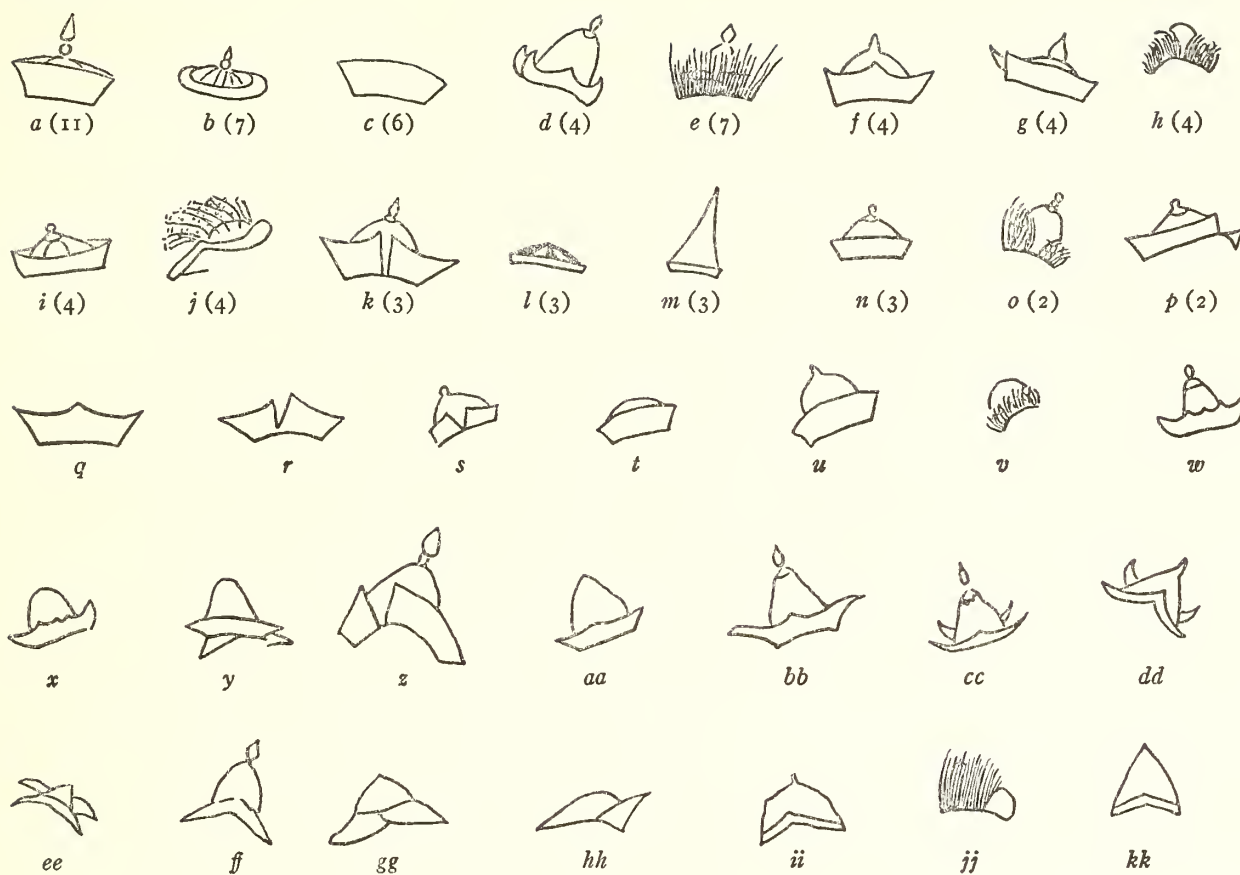 a (11) b (7) c (6) d (4) e (7) f (4) g (4) h (4)
i (4) j (4) k (3) l (3) m (3) n (3) o (2) p (2)
q r s t u v w
x y z aa bb cc dd
ee ff gg hh ii jj kk